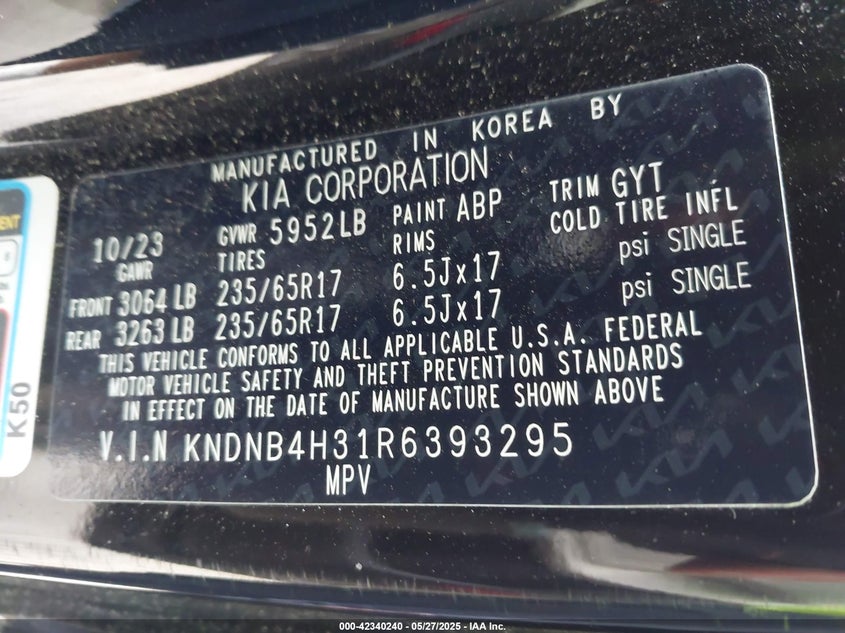 MANUFACTURED IN KOREA BY
KIA CORPORATION
10/23 GVWR 5952LB PAINT ABP TRIM GYT
GAWR TIRES RIMS COLD TIRE INFL
FRONT 3064 LB 235/65R17 6.5Jx17 psi SINGLE
REAR 3263 LB 235/65R17 6.5Jx17 psi SINGLE
THIS VEHICLE CONFORMS TO ALL APPLICABLE U.S.A. FEDERAL
MOTOR VEHICLE SAFETY AND THEFT PREVENTION STANDARDS
IN EFFECT ON THE DATE OF MANUFACTURE SHOWN ABOVE
V.I.N KNDNB4H31R6393295
MPV
K50
000-42340240 - 05/27/2025 - IAA Inc.